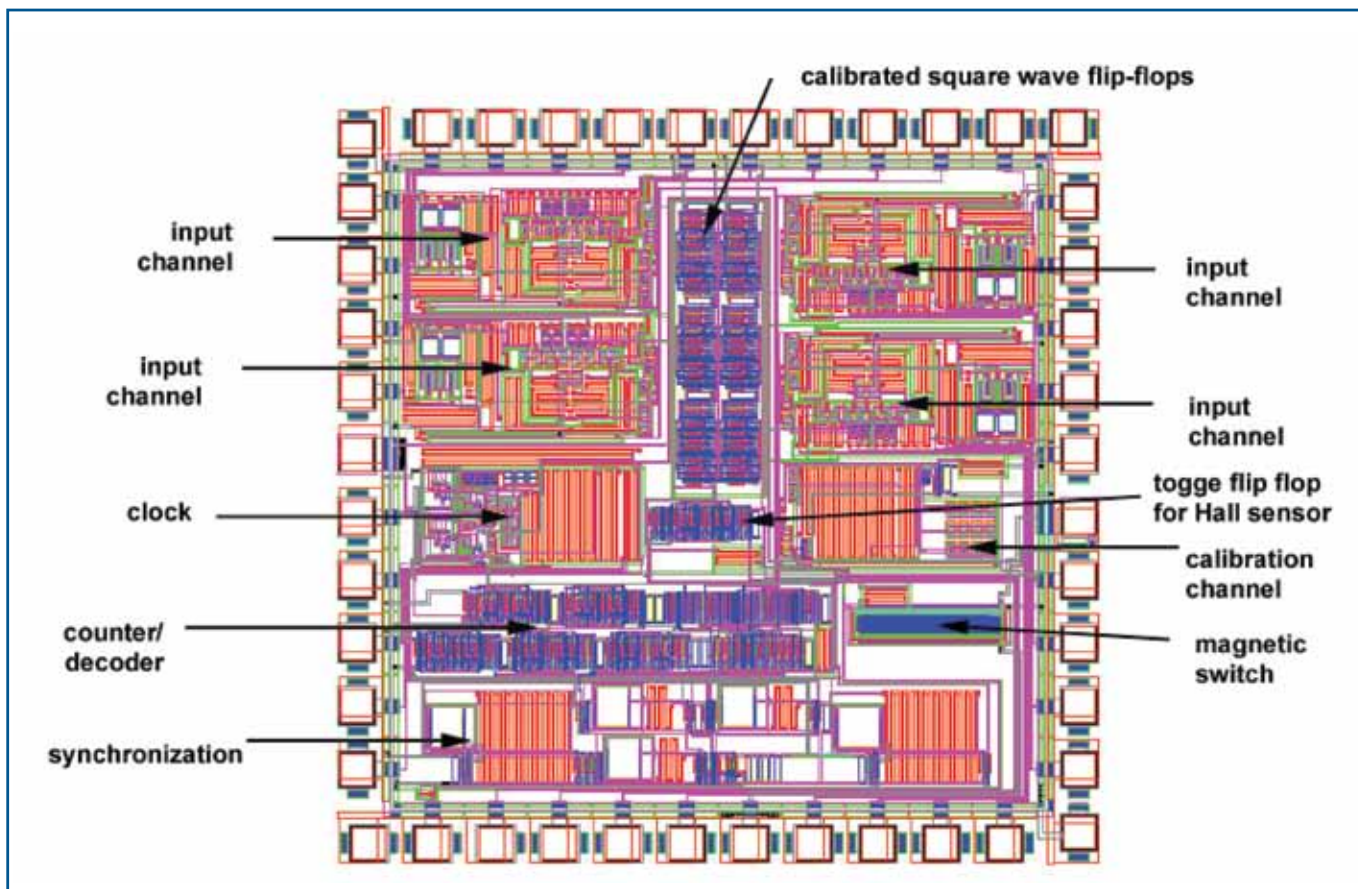 calibrated square wave flip-flops
input
channel
input
channel
input
channel
input
channel
clock
togge flip flop
for Hall sensor
calibration
channel
counter/
decoder
magnetic
switch
synchronization